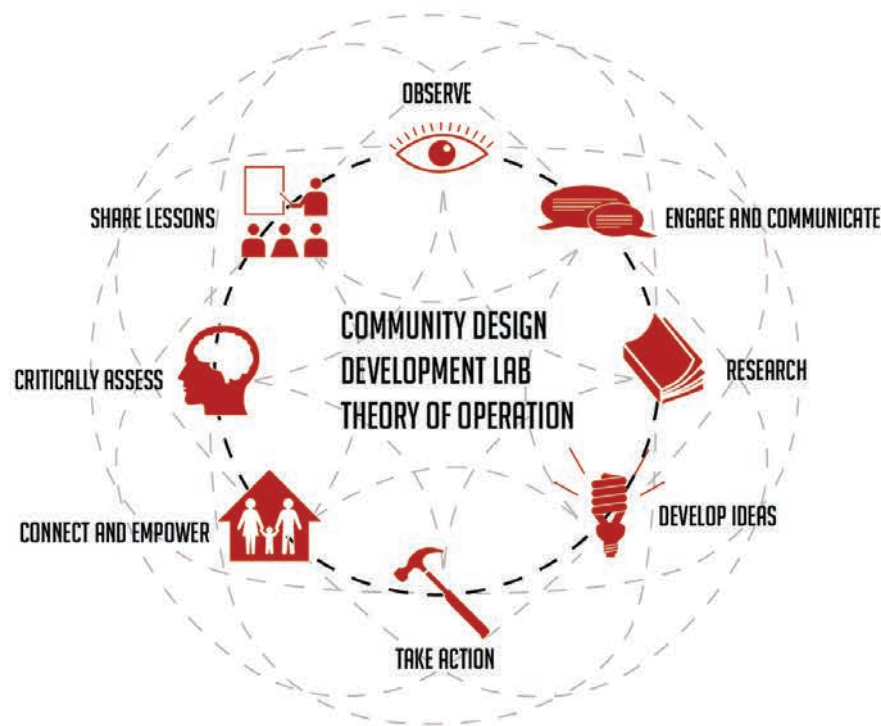 OBSERVE
ENGAGE AND COMMUNICATE
RESEARCH
DEVELOP IDEAS
TAKE ACTION
CONNECT AND EMPOWER
CRITICALLY ASSESS
SHARE LESSONS
COMMUNITY DESIGN
DEVELOPMENT LAB
THEORY OF OPERATION